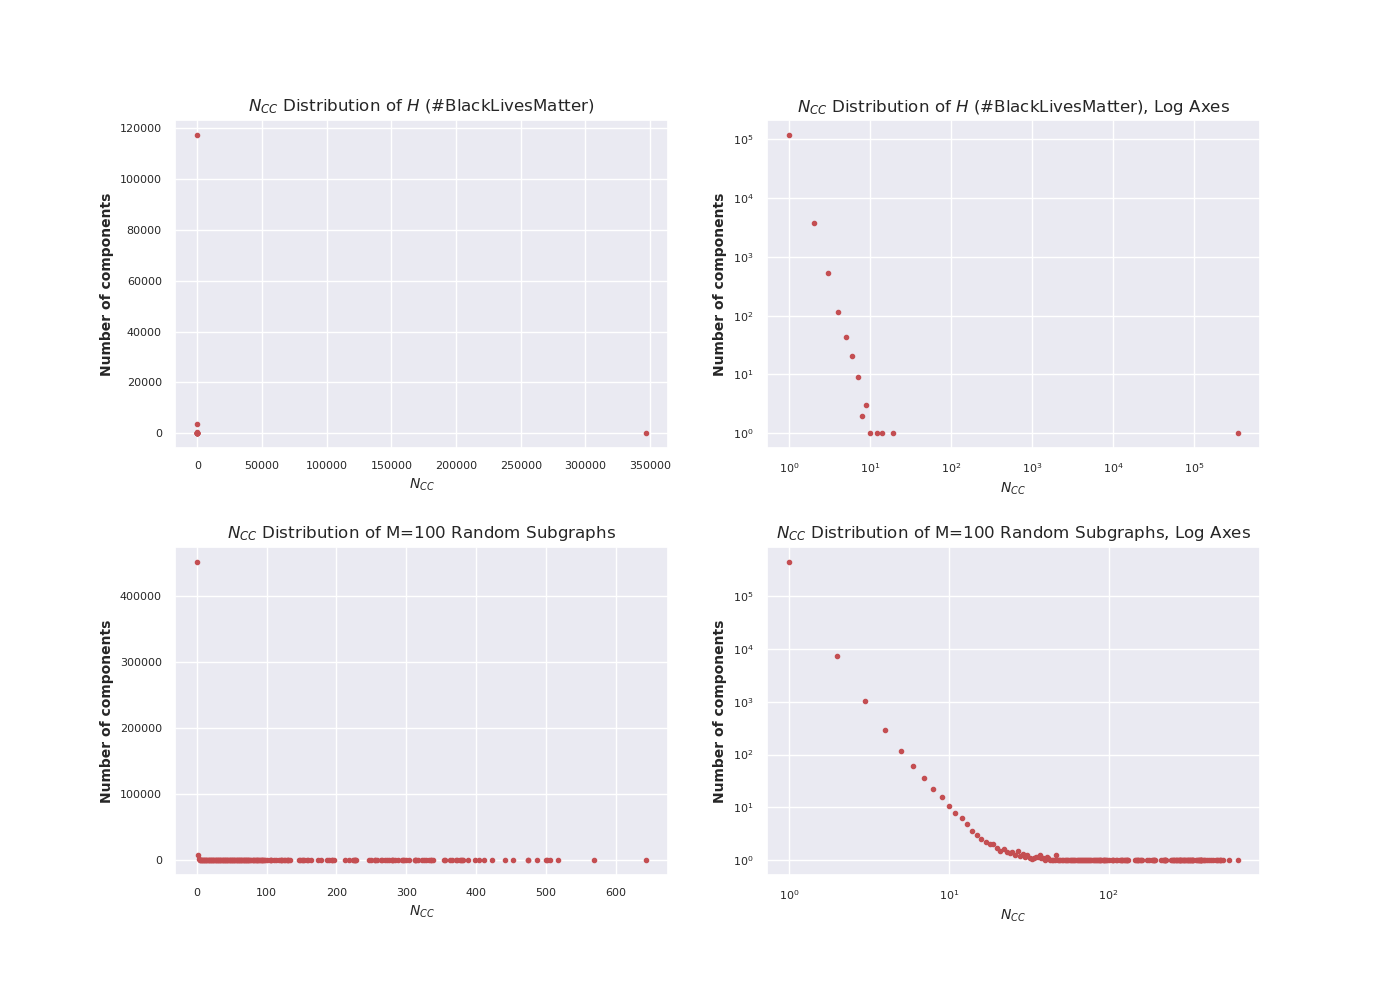 N_CC Distribution of H (#BlackLivesMatter)
120000
100000
80000
60000
40000
20000
0
Number of components
0 50000 100000 150000 200000 250000 300000 350000
N_CC
N_CC Distribution of H (#BlackLivesMatter), Log Axes
10^5
10^4
10^3
10^2
10^1
10^0
Number of components
10^0 10^1 10^2 10^3 10^4 10^5
N_CC
N_CC Distribution of M=100 Random Subgraphs
400000
300000
200000
100000
0
Number of components
0 100 200 300 400 500 600
N_CC
N_CC Distribution of M=100 Random Subgraphs, Log Axes
10^5
10^4
10^3
10^2
10^1
10^0
Number of components
10^0 10^1 10^2
N_CC